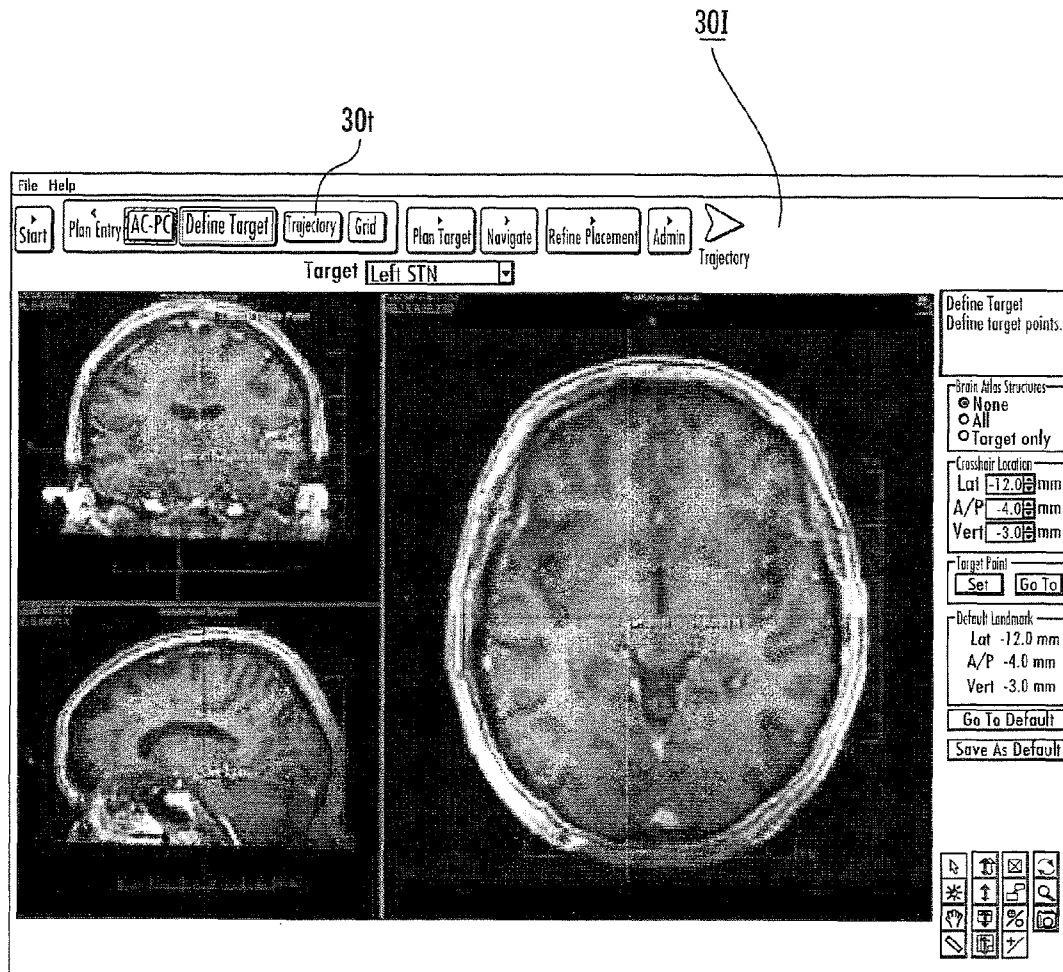 30I
30t
File Help
Start Plan Entry AC-PC Define Target Trajectory Grid Plan Target Navigate Refine Placement Admin Trajectory
Target Left STN
Define Target
Define target points.
Brain Atlas Structures
None
All
Target only
Crosshair Location
Lat -12.0 mm
A/P -4.0 mm
Vert -3.0 mm
Target Point
Set Go To
Default Landmark
Lat -12.0 mm
A/P -4.0 mm
Vert -3.0 mm
Go To Default
Save As Default